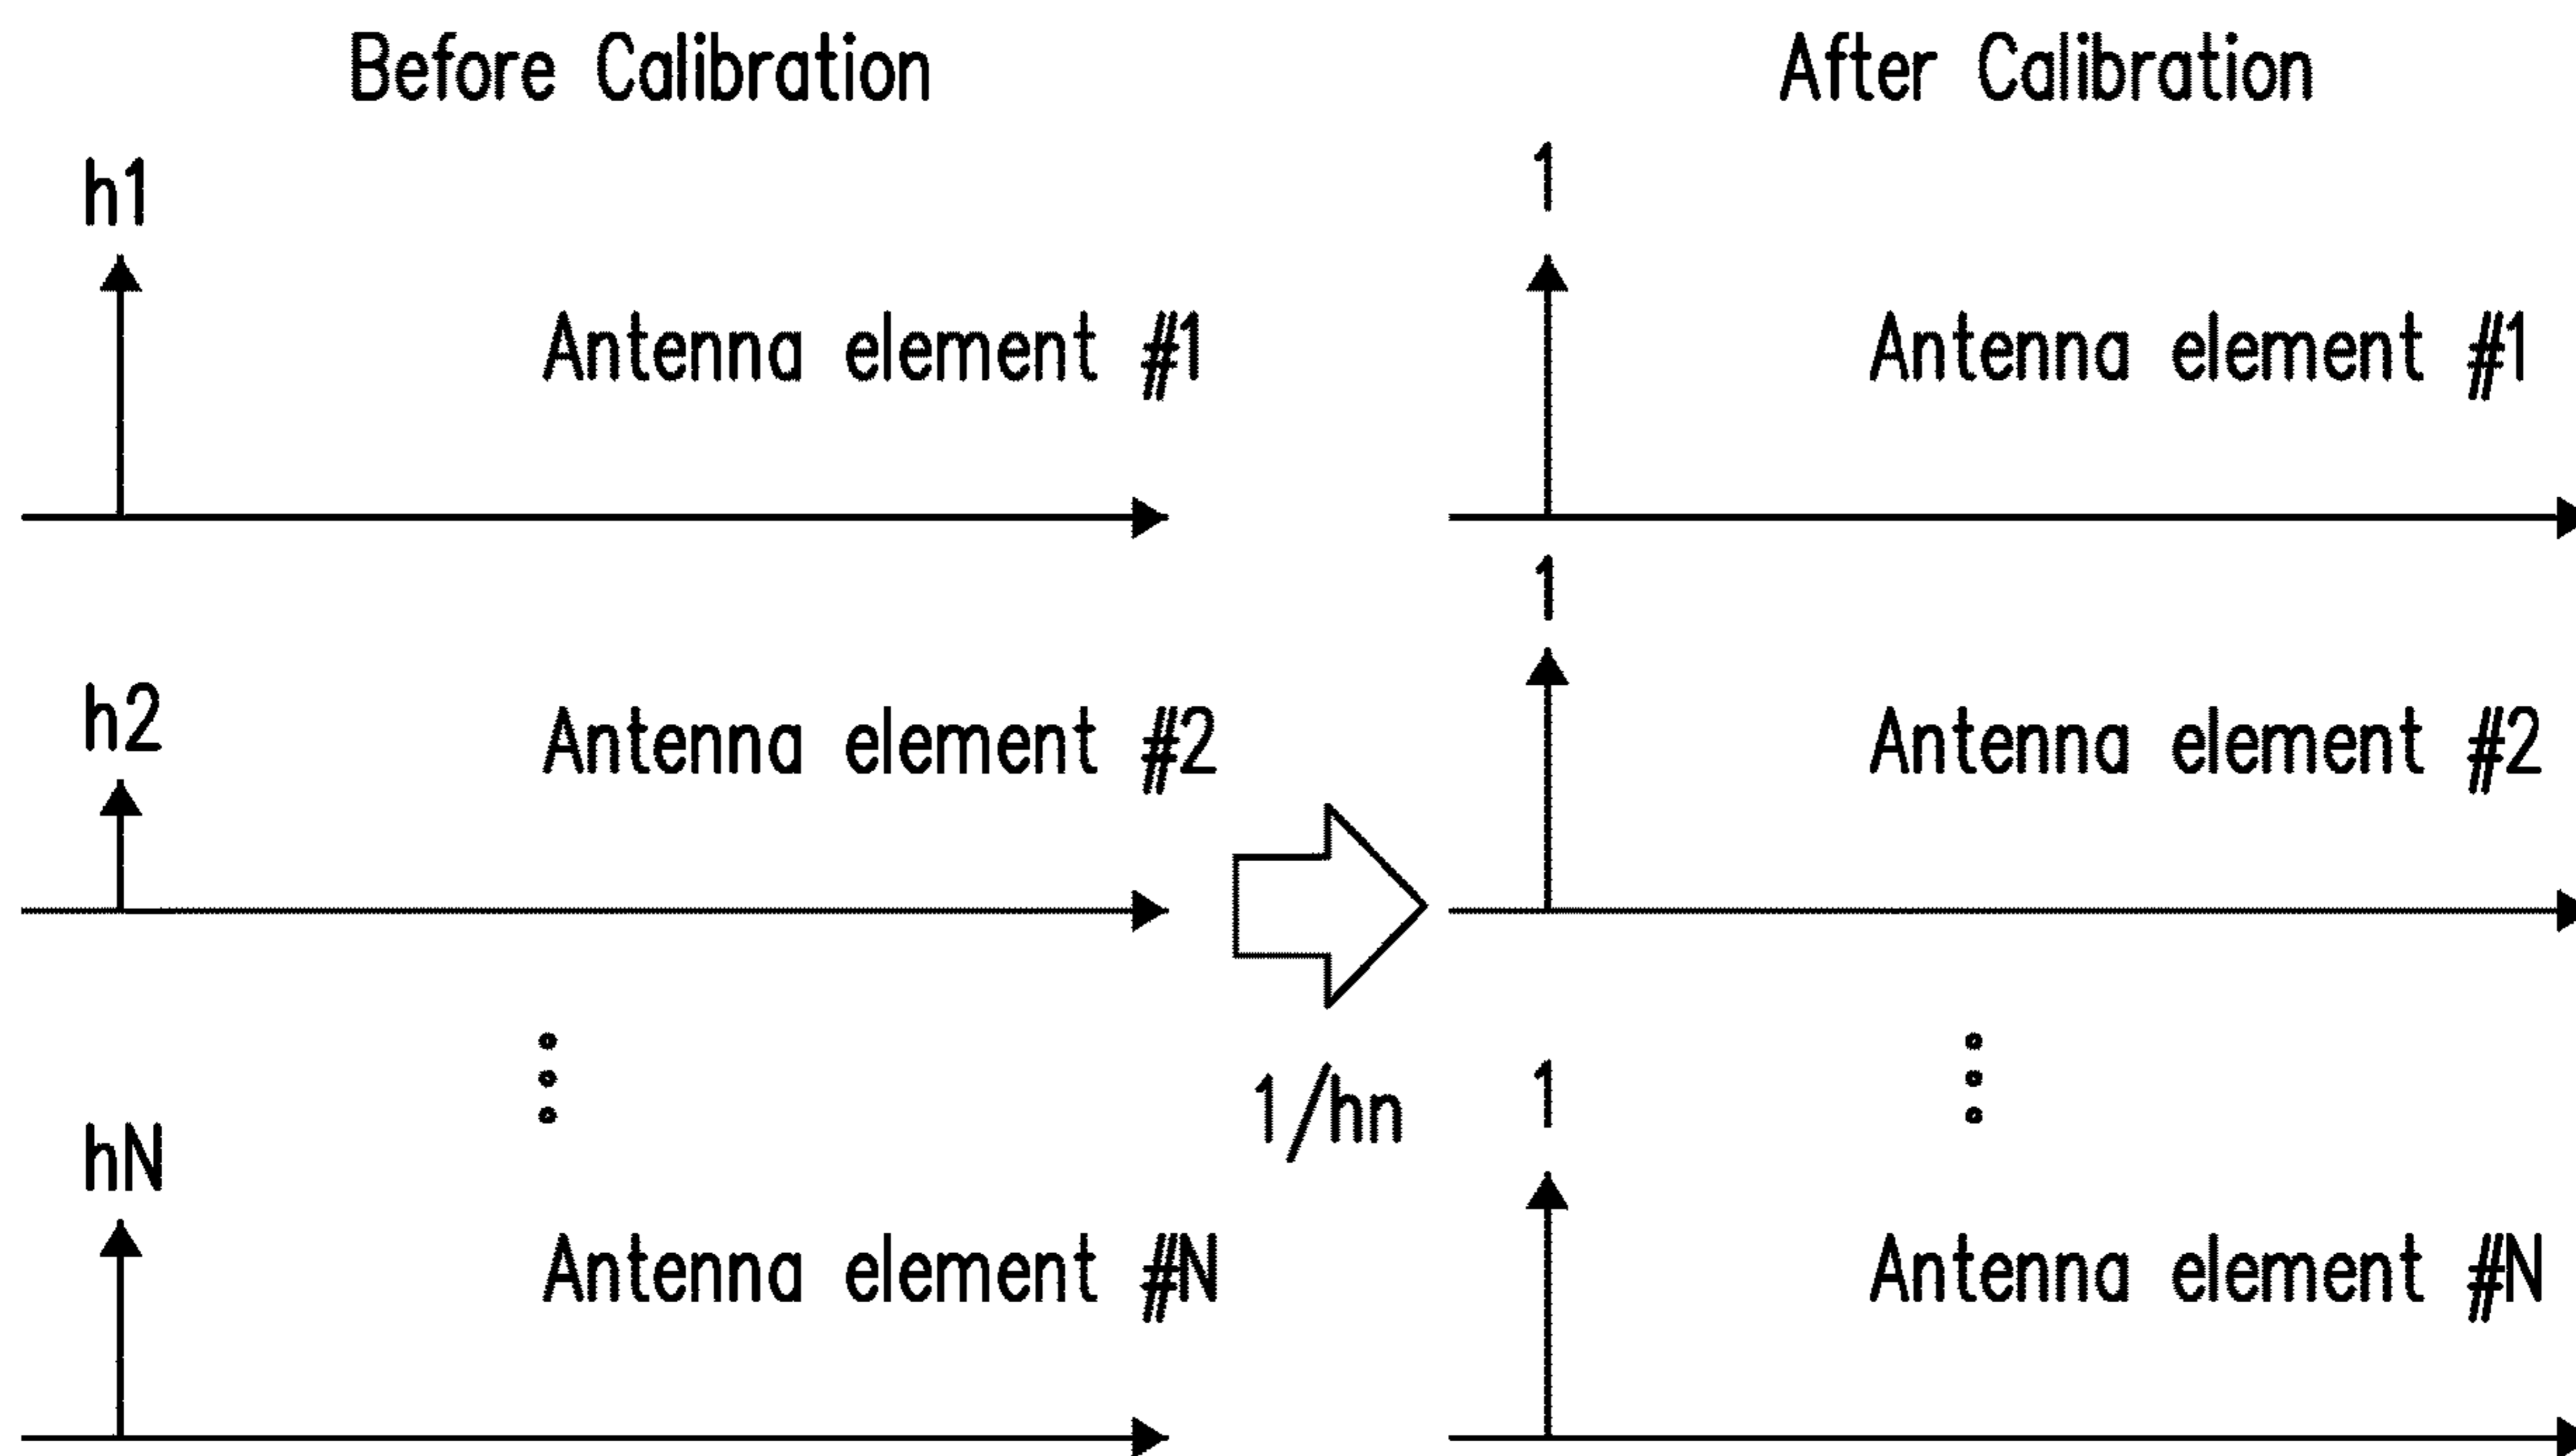 Before Calibration
After Calibration
h1
1
Antenna element #1
Antenna element #1
1
h2
Antenna element #2
Antenna element #2
1/hn
1
hN
Antenna element #N
Antenna element #N